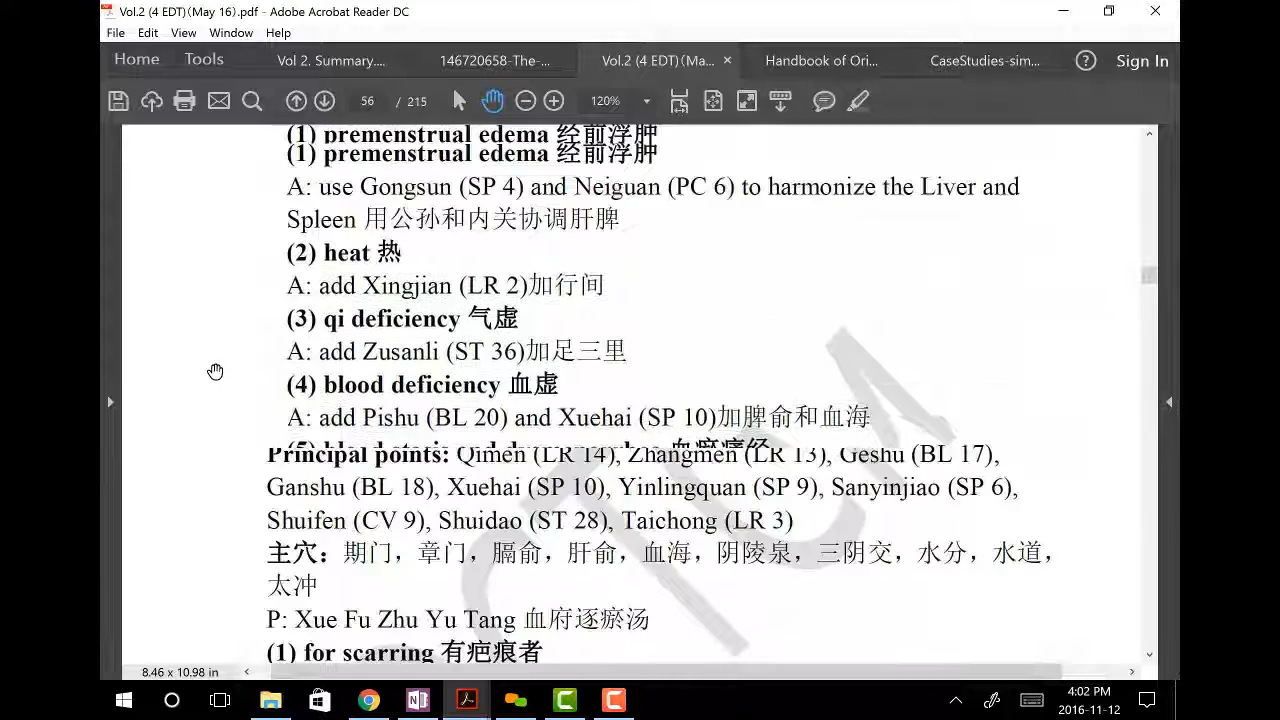 Vol.2 (4 EDT)(May 16).pdf - Adobe Acrobat Reader DC
File Edit View Window Help
Home Tools Vol 2. Summary.... 146720658-The-... Vol.2 (4 EDT)(Ma... × Handbook of Ori... CaseStudies-sim... ? Sign In
56 / 215 120%
(1) premenstrual edema 经前浮肿
(1) premenstrual edema 经前浮肿
A: use Gongsun (SP 4) and Neiguan (PC 6) to harmonize the Liver and
Spleen 用公孙和内关协调肝脾
(2) heat 热
A: add Xingjian (LR 2)加行间
(3) qi deficiency 气虚
A: add Zusanli (ST 36)加足三里
(4) blood deficiency 血虚
A: add Pishu (BL 20) and Xuehai (SP 10)加脾俞和血海
Principal points: Qimen (LR 14), Zhangmen (LR 13), Geshu (BL 17),
Ganshu (BL 18), Xuehai (SP 10), Yinlingquan (SP 9), Sanyinjiao (SP 6),
Shuifen (CV 9), Shuidao (ST 28), Taichong (LR 3)
主穴：期门，章门，膈俞，肝俞，血海，阴陵泉，三阴交，水分，水道，
太冲
P: Xue Fu Zhu Yu Tang 血府逐瘀汤
(1) for scarring 有疤痕者
8.46 x 10.98 in
4:02 PM
2016-11-12